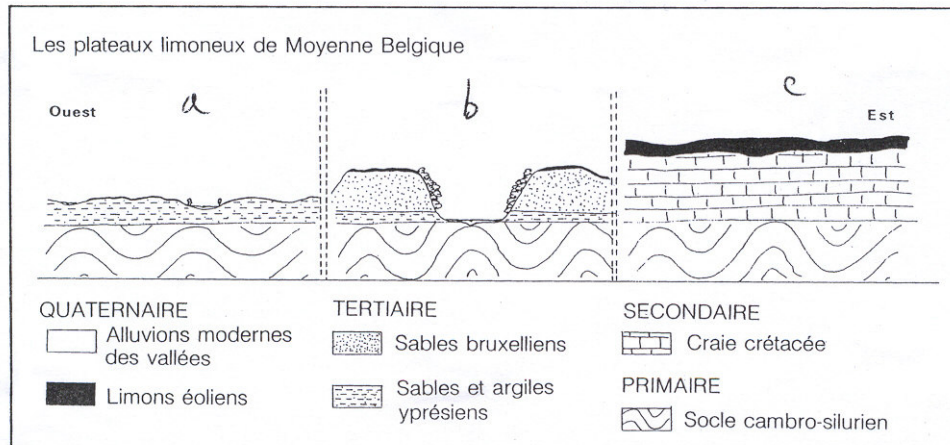 Les plateaux limoneux de Moyenne Belgique
a b c
Ouest Est
QUATERNAIRE
Alluvions modernes
des vallées
Limons éoliens
TERTIAIRE
Sables bruxelliens
Sables et argiles
yprésiens
SECONDAIRE
Craie crétacée
PRIMAIRE
Socle cambro-silurien